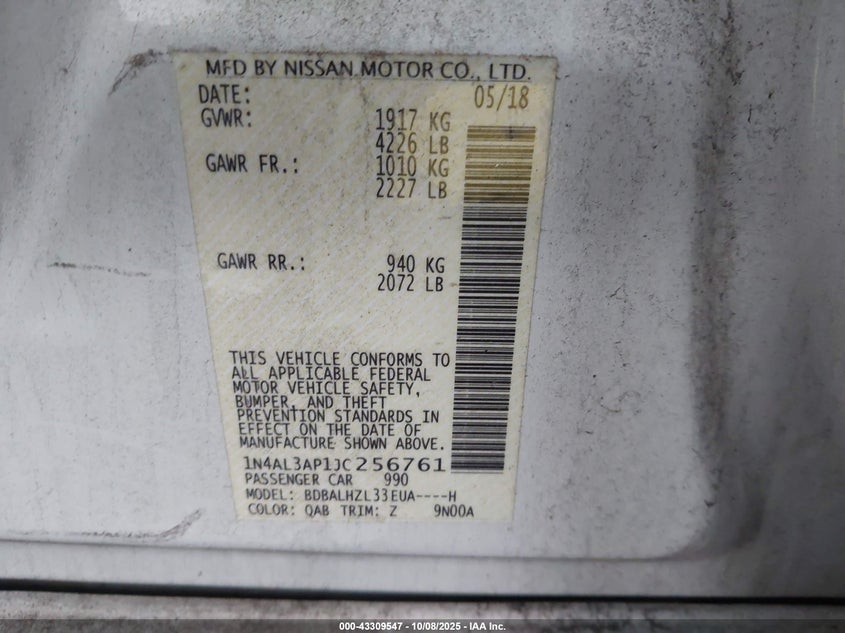 MFD BY NISSAN MOTOR CO., LTD.
DATE: 05/18
GVWR: 1917 KG
4226 LB
GAWR FR.: 1010 KG
2227 LB
GAWR RR.: 940 KG
2072 LB
THIS VEHICLE CONFORMS TO
ALL APPLICABLE FEDERAL
MOTOR VEHICLE SAFETY,
BUMPER, AND THEFT
PREVENTION STANDARDS IN
EFFECT ON THE DATE OF
MANUFACTURE SHOWN ABOVE.
1N4AL3AP1JC256761
PASSENGER CAR 990
MODEL: BDBALHZL33EUA----H
COLOR: QAB TRIM: Z 9N00A
000-43309547 - 10/08/2025 - IAA Inc.